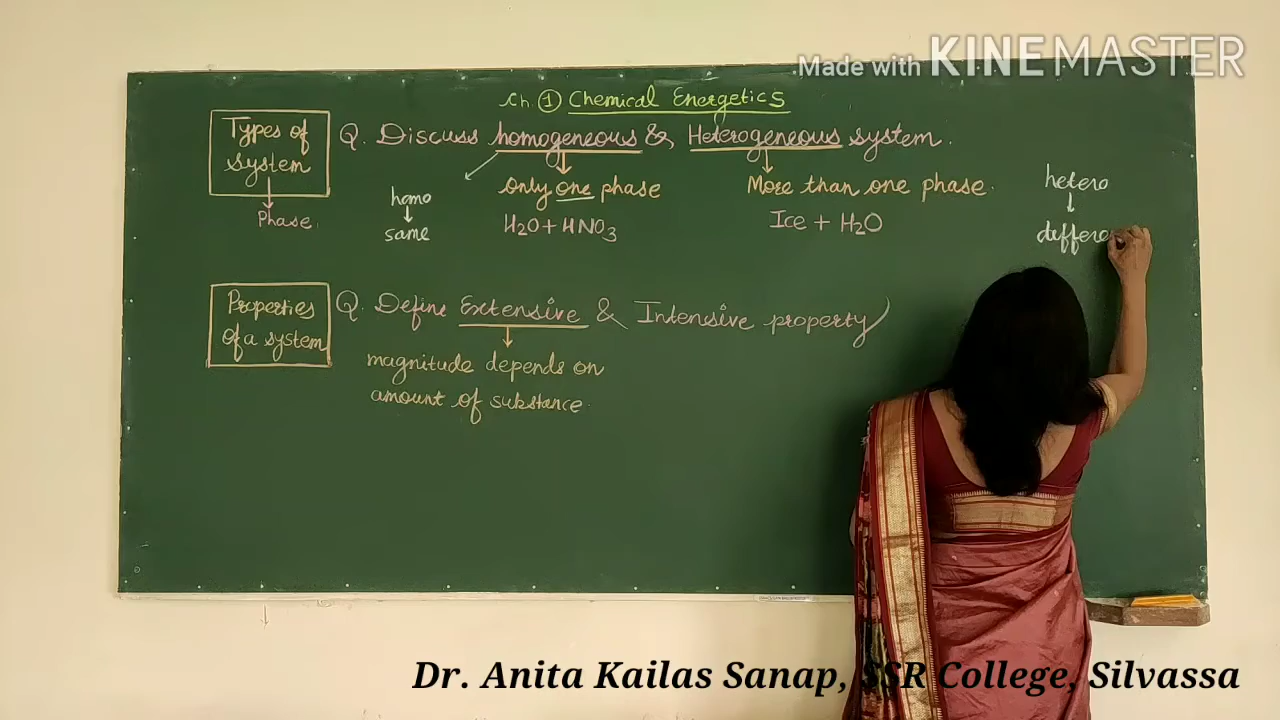 Made with KINEMASTER
Ch. ① Chemical Energetics
Types of
system
Phase.
Q. Discuss homogeneous & Heterogeneous system.
homo
↓
same
only one phase
H₂O + HNO₃
More than one phase.
Ice + H₂O
hetero
↓
differe
Properties
of a system
Q. Define Extensive & Intensive property
magnitude depends on
amount of substance.
Dr. Anita Kailas Sanap, SSR College, Silvassa